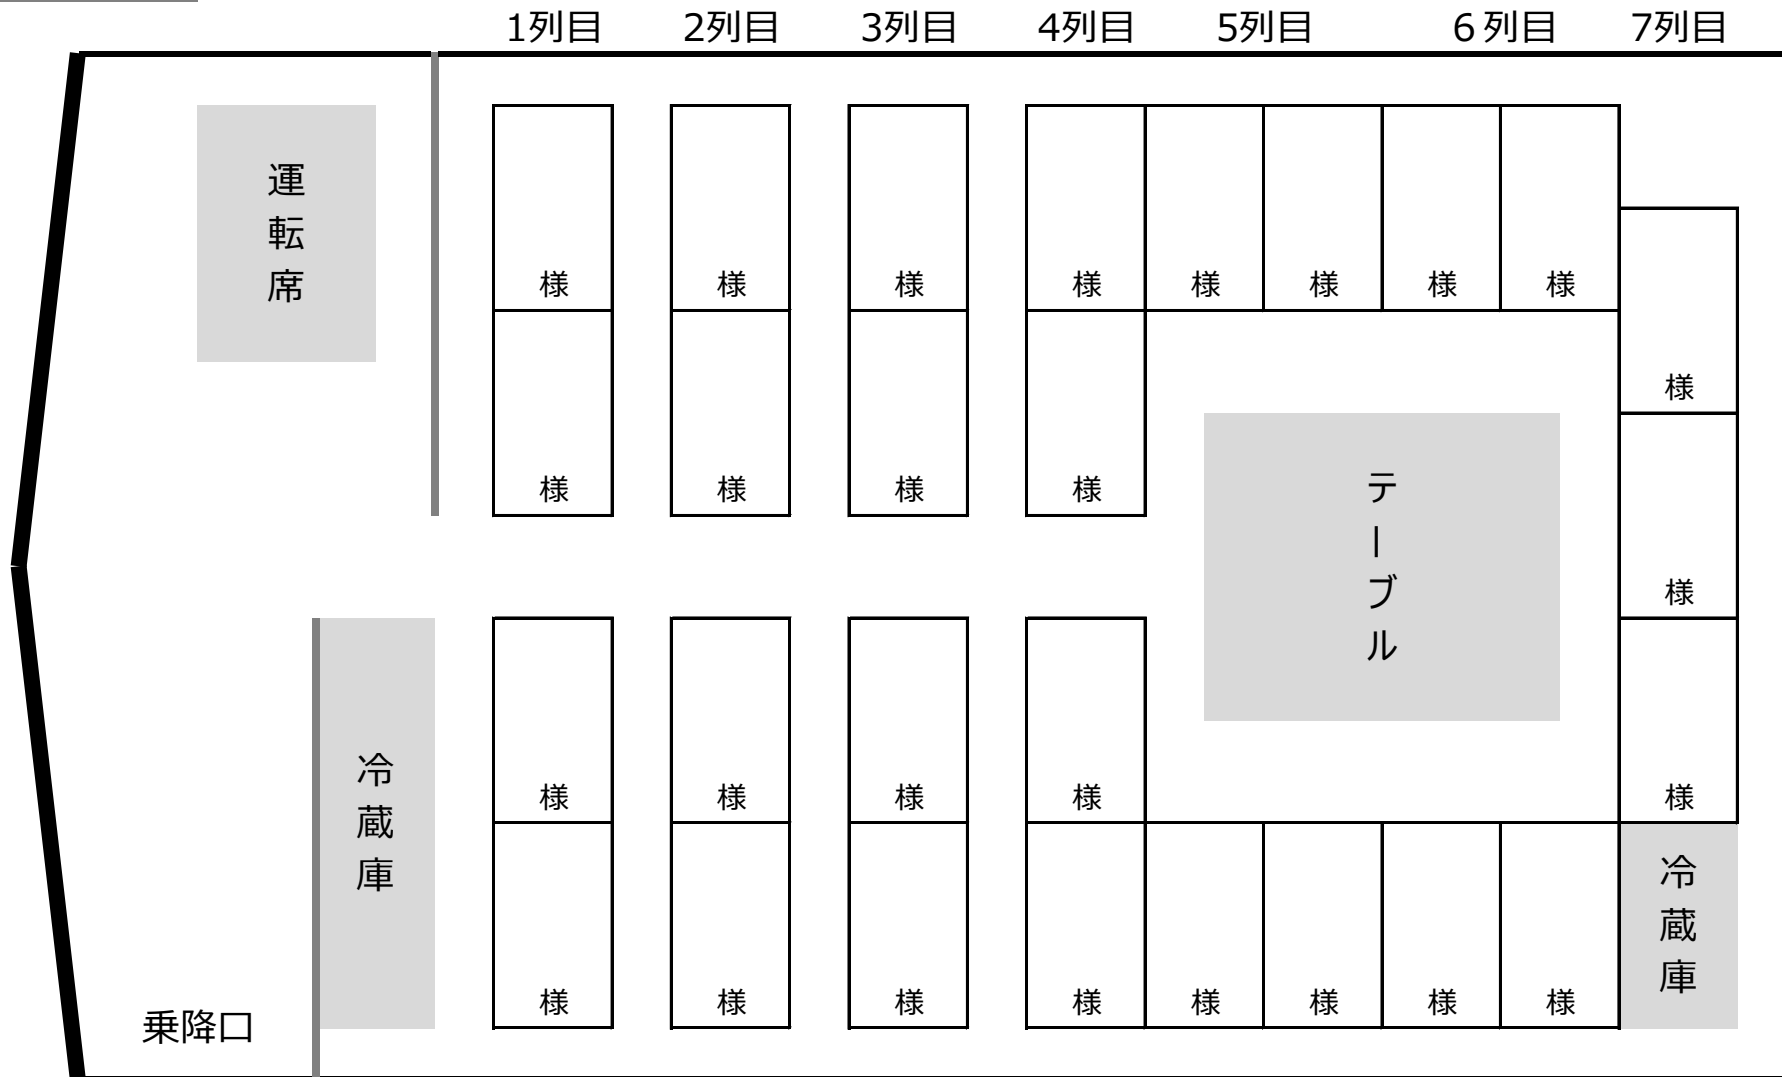 1列目 2列目 3列目 4列目 5列目 6列目 7列目
運転席
様 様 様 様 様 様 様 様
様
様 様 様 様
テーブル
様
様 様 様 様
様
冷蔵庫
冷蔵庫
様 様 様 様 様 様 様 様
乗降口